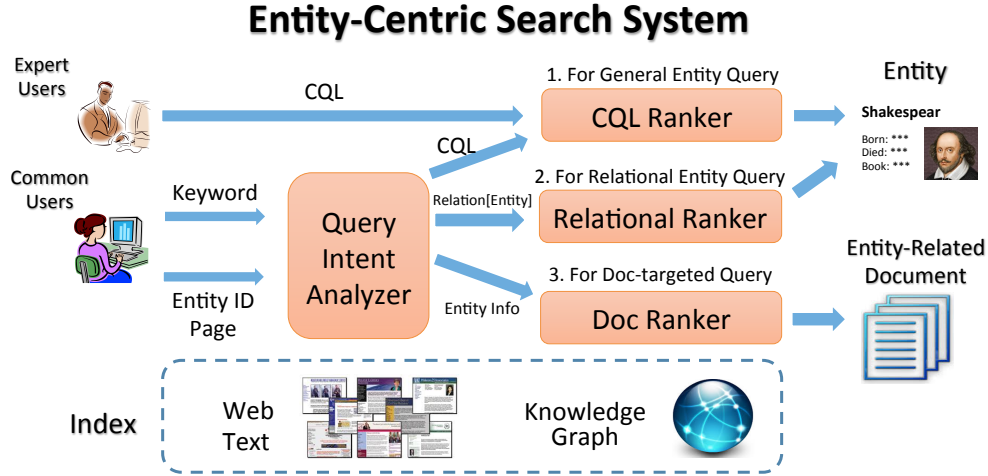 Entity-Centric Search System
Expert
Users
CQL
1. For General Entity Query
CQL Ranker
Entity
Shakespear
Born: ***
Died: ***
Book: ***
CQL
Common
Users
Keyword
Entity ID
Page
Query
Intent
Analyzer
Relation[Entity]
2. For Relational Entity Query
Relational Ranker
Entity Info
3. For Doc-targeted Query
Doc Ranker
Entity-Related
Document
Index
Web
Text
Knowledge
Graph